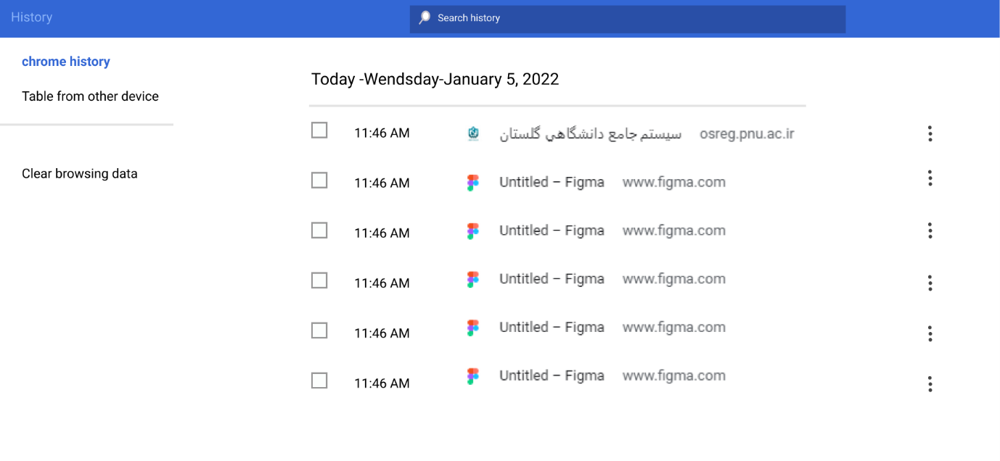 History
Search history
chrome history
Table from other device
Clear browsing data
Today -Wendsday-January 5, 2022
11:46 AM سيستم جامع دانشگاهي گلستان osreg.pnu.ac.ir
11:46 AM Untitled – Figma www.figma.com
11:46 AM Untitled – Figma www.figma.com
11:46 AM Untitled – Figma www.figma.com
11:46 AM Untitled – Figma www.figma.com
11:46 AM Untitled – Figma www.figma.com